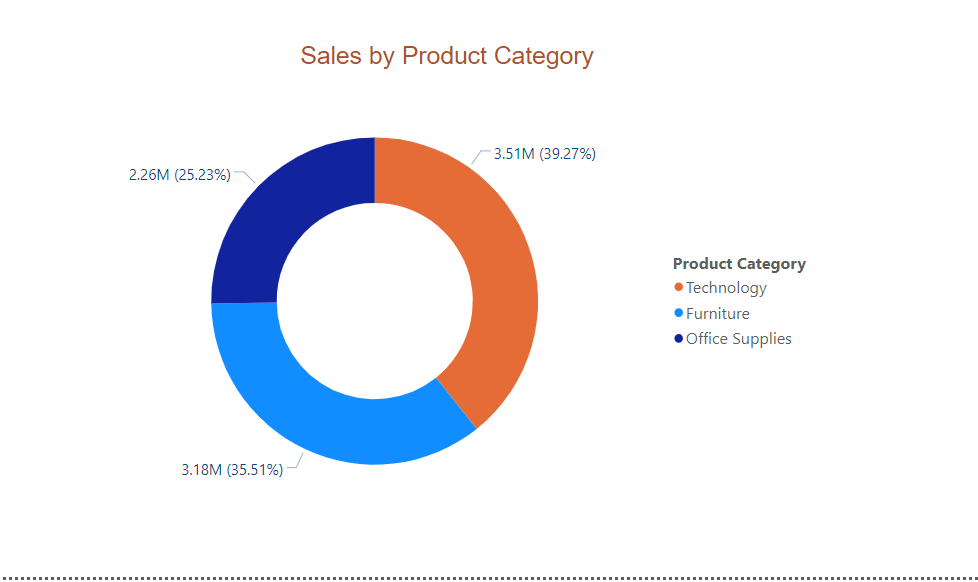 Sales by Product Category
3.51M (39.27%)
2.26M (25.23%)
Product Category
Technology
Furniture
Office Supplies
3.18M (35.51%)